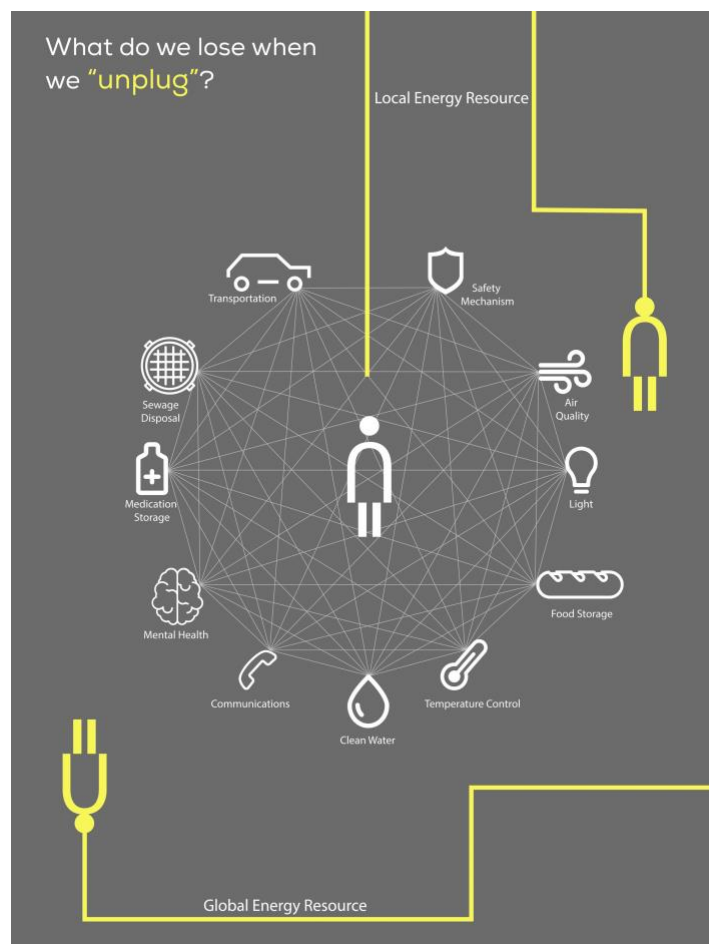 What do we lose when
we “unplug”?
Local Energy Resource
Transportation
Safety
Mechanism
Sewage
Disposal
Air
Quality
Medication
Storage
Light
Mental Health
Food Storage
Communications
Temperature Control
Clean Water
Global Energy Resource